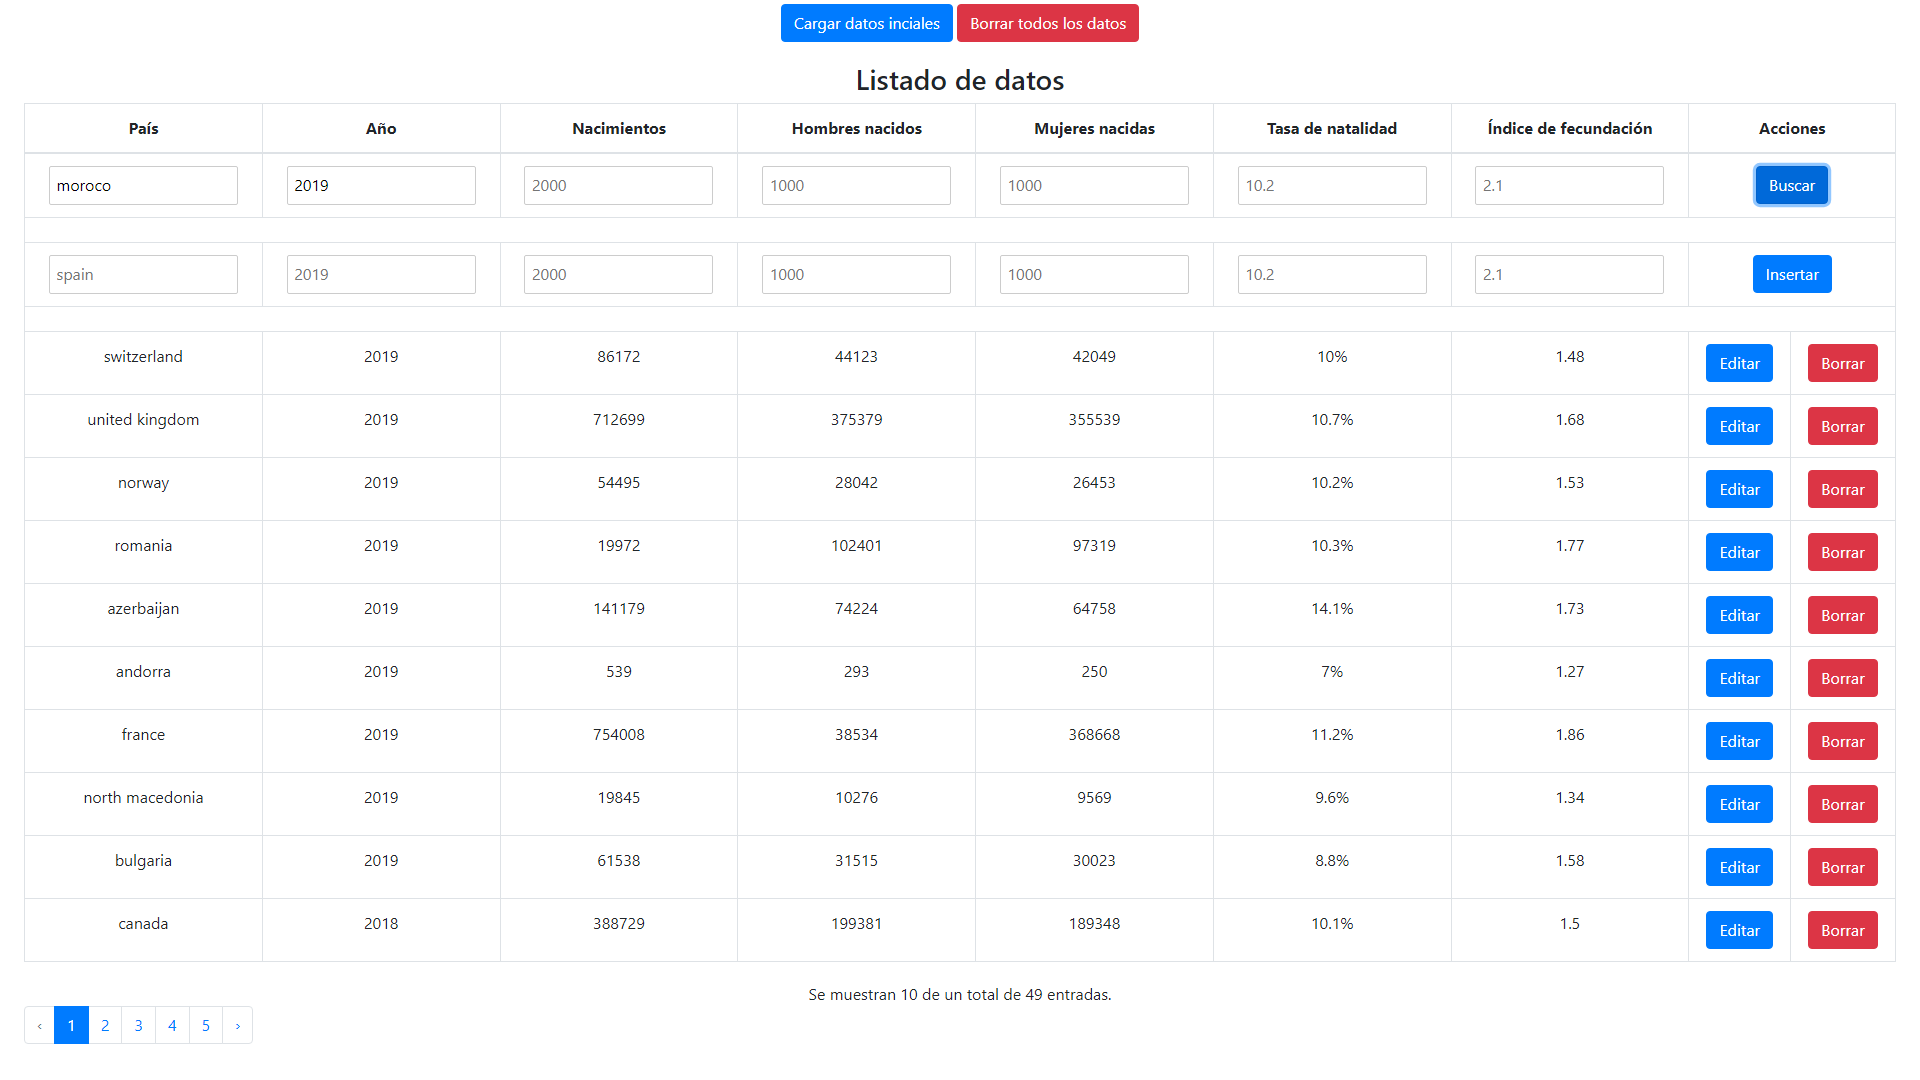 Cargar datos inciales Borrar todos los datos
Listado de datos
País Año Nacimientos Hombres nacidos Mujeres nacidas Tasa de natalidad Índice de fecundación Acciones
moroco 2019 2000 1000 1000 10.2 2.1 Buscar
spain 2019 2000 1000 1000 10.2 2.1 Insertar
switzerland 2019 86172 44123 42049 10% 1.48 Editar Borrar
united kingdom 2019 712699 375379 355539 10.7% 1.68 Editar Borrar
norway 2019 54495 28042 26453 10.2% 1.53 Editar Borrar
romania 2019 19972 102401 97319 10.3% 1.77 Editar Borrar
azerbaijan 2019 141179 74224 64758 14.1% 1.73 Editar Borrar
andorra 2019 539 293 250 7% 1.27 Editar Borrar
france 2019 754008 38534 368668 11.2% 1.86 Editar Borrar
north macedonia 2019 19845 10276 9569 9.6% 1.34 Editar Borrar
bulgaria 2019 61538 31515 30023 8.8% 1.58 Editar Borrar
canada 2018 388729 199381 189348 10.1% 1.5 Editar Borrar
Se muestran 10 de un total de 49 entradas.
‹ 1 2 3 4 5 ›